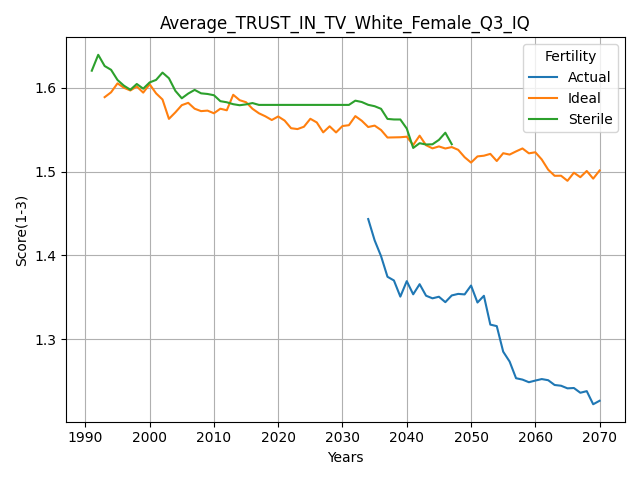 Average_TRUST_IN_TV_White_Female_Q3_IQ
Fertility
Actual
Ideal
Sterile
Score(1-3)
1.6
1.5
1.4
1.3
1990 2000 2010 2020 2030 2040 2050 2060 2070
Years